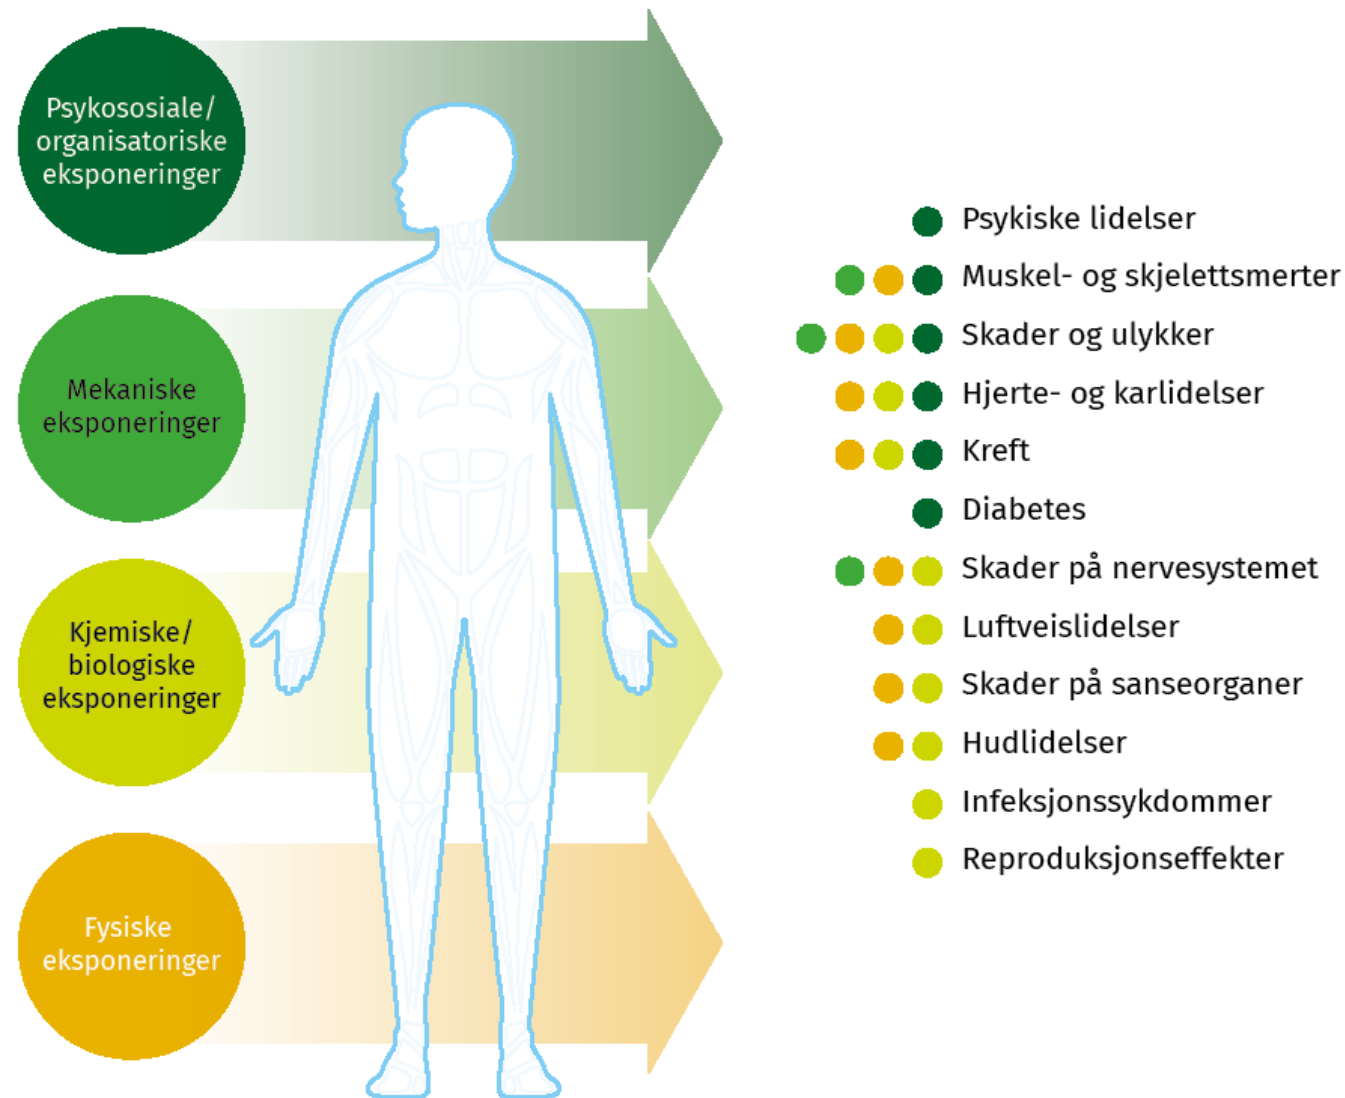 Psykososiale/
organisatoriske
eksponeringer
Mekaniske
eksponeringer
Kjemiske/
biologiske
eksponeringer
Fysiske
eksponeringer
Psykiske lidelser
Muskel- og skjelettsmerter
Skader og ulykker
Hjerte- og karlidelser
Kreft
Diabetes
Skader på nervesystemet
Luftveislidelser
Skader på sanseorganer
Hudlidelser
Infeksjonssykdommer
Reproduksjonseffekter